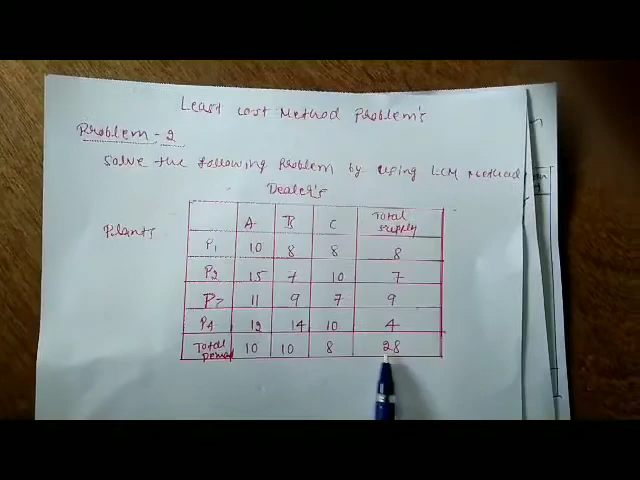 Least cost Method Problem's
Problem - 2
Solve the following Problem by using LCM Method
Dealer's
Plants
A B C Total supply
P1 10 8 8 8
P2 15 7 10 7
P3 11 9 7 9
P4 12 14 10 4
Total 10 10 8 28